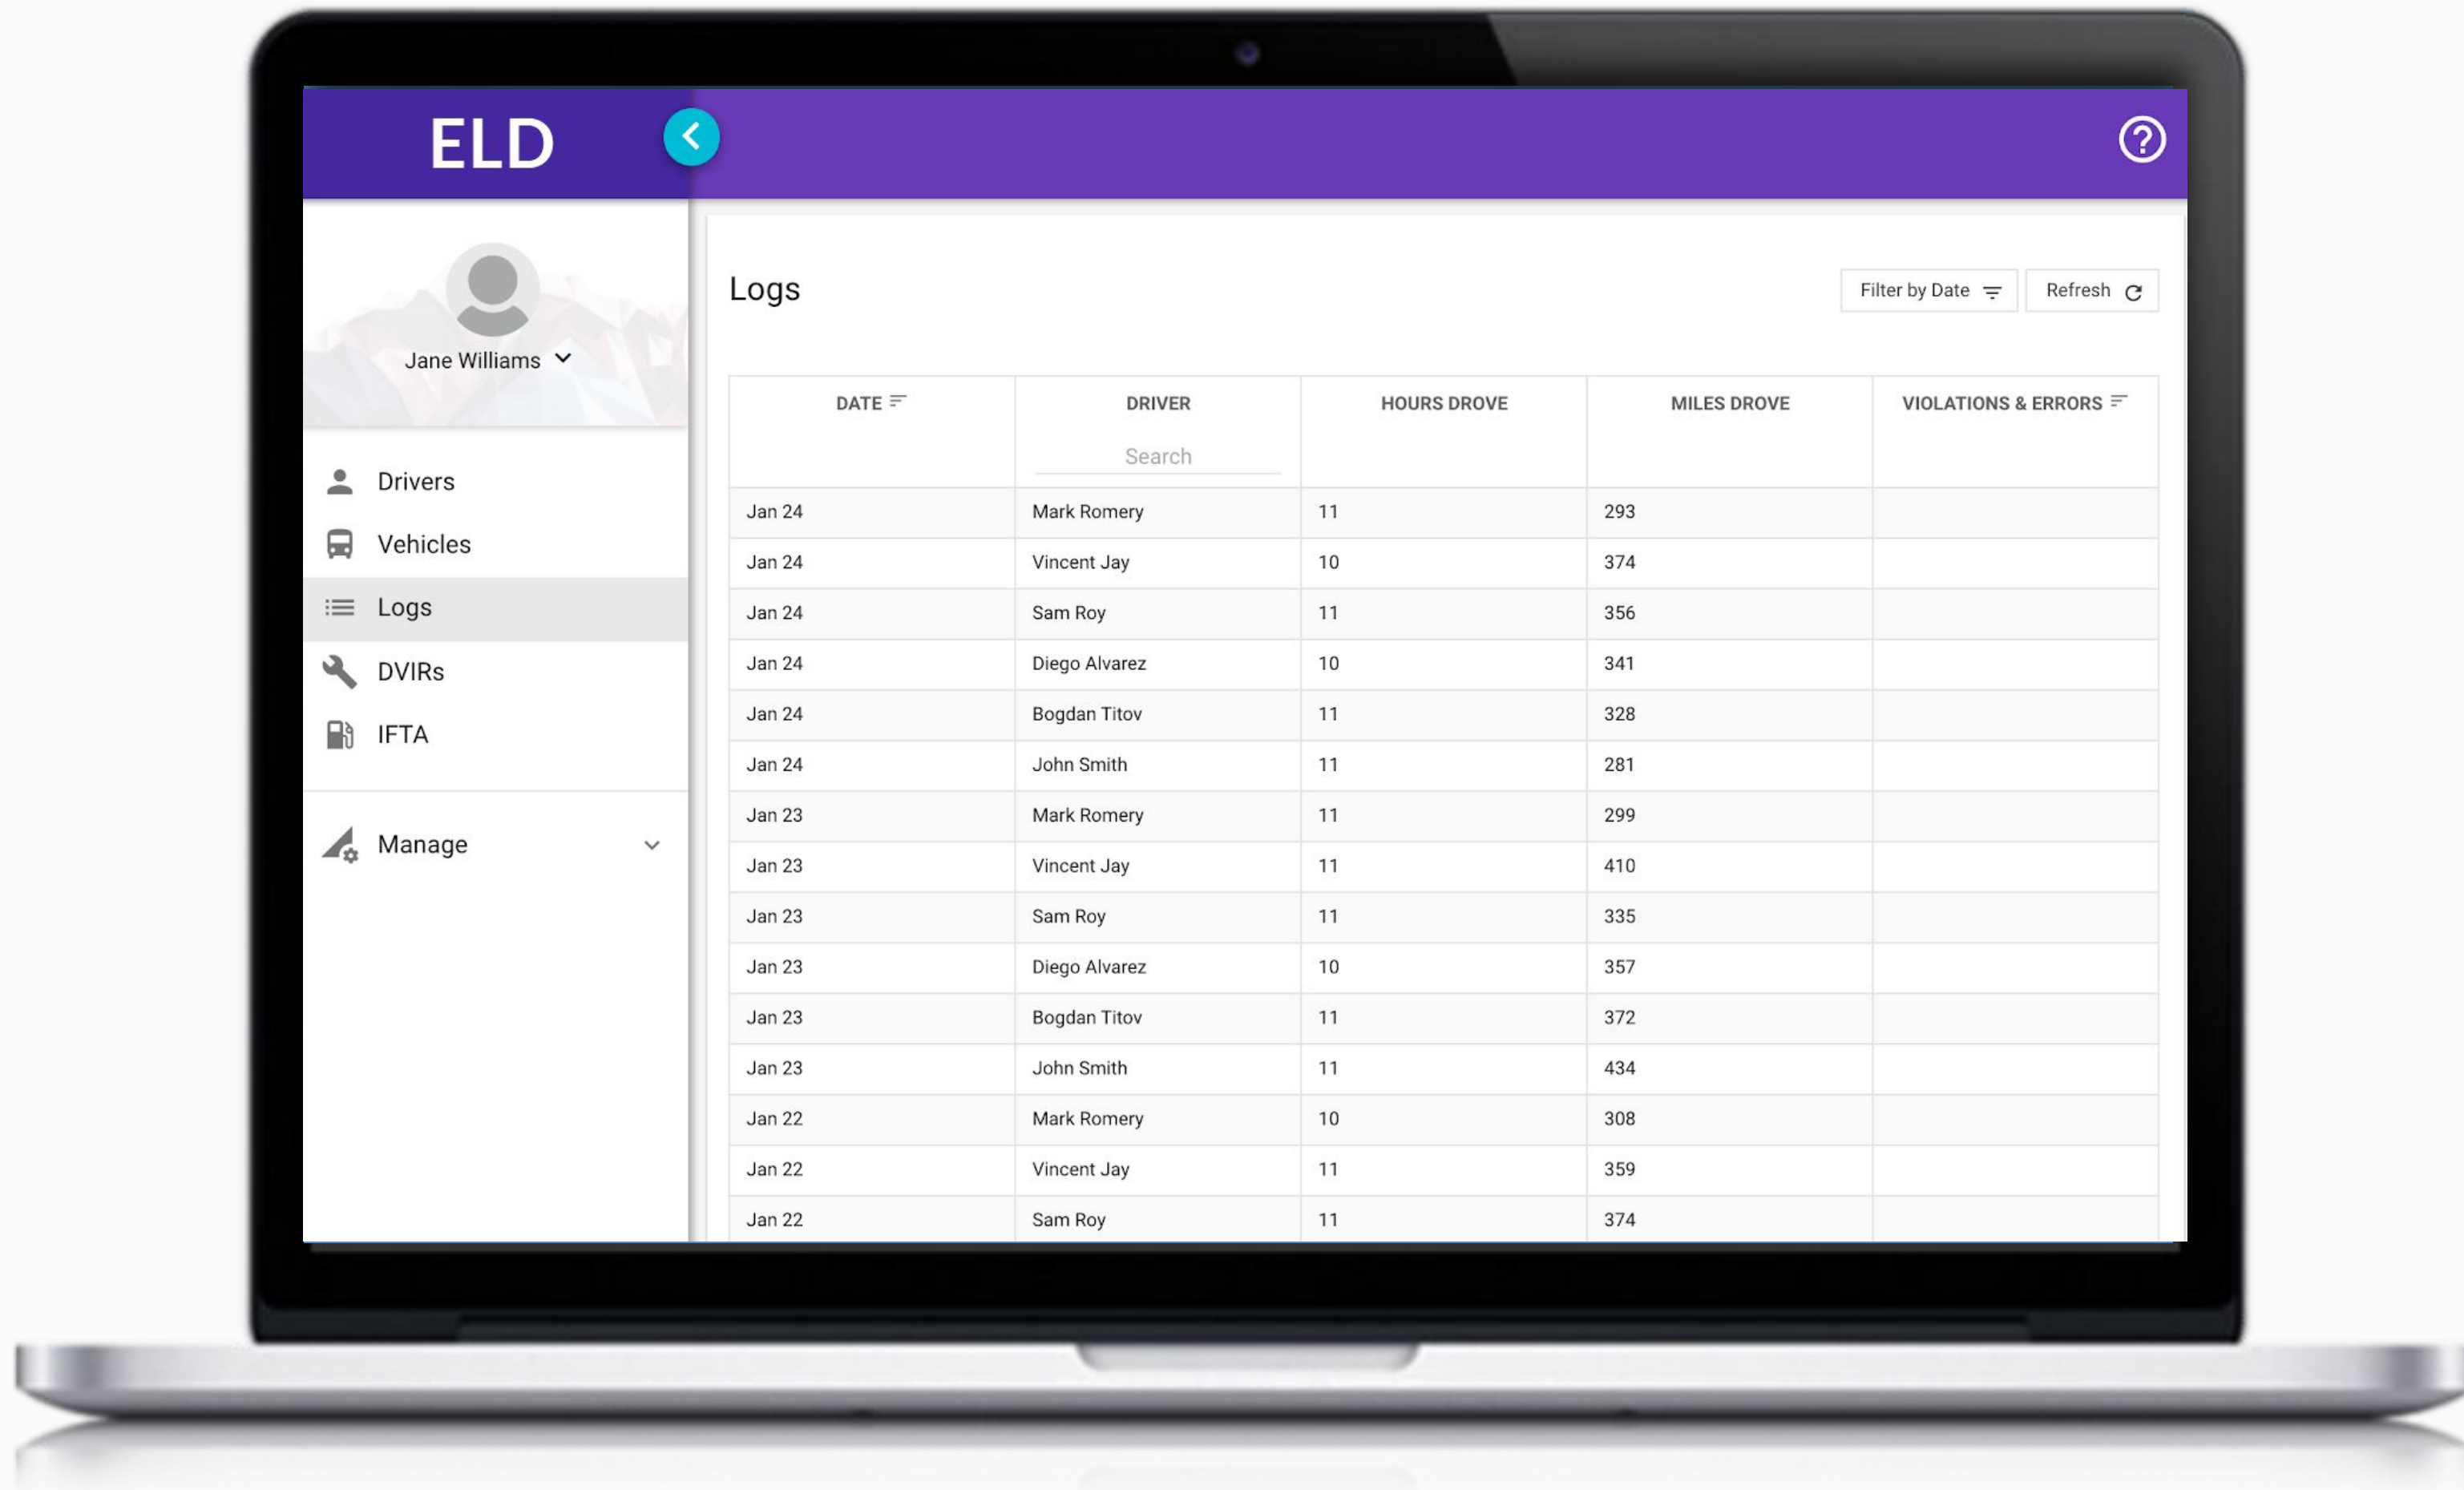 ELD
Jane Williams
Drivers
Vehicles
Logs
DVIRs
IFTA
Manage
Logs
Filter by Date
Refresh
DATE DRIVER HOURS DROVE MILES DROVE VIOLATIONS & ERRORS
Search
Jan 24 Mark Romery 11 293
Jan 24 Vincent Jay 10 374
Jan 24 Sam Roy 11 356
Jan 24 Diego Alvarez 10 341
Jan 24 Bogdan Titov 11 328
Jan 24 John Smith 11 281
Jan 23 Mark Romery 11 299
Jan 23 Vincent Jay 11 410
Jan 23 Sam Roy 11 335
Jan 23 Diego Alvarez 10 357
Jan 23 Bogdan Titov 11 372
Jan 23 John Smith 11 434
Jan 22 Mark Romery 10 308
Jan 22 Vincent Jay 11 359
Jan 22 Sam Roy 11 374